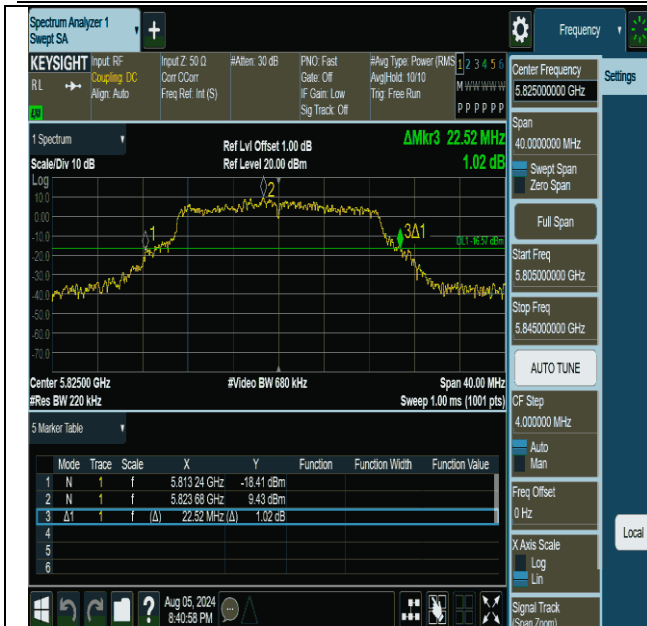 Spectrum Analyzer 1
Swept SA
+
Frequency
KEYSIGHT
RL
Input: RF
Coupling: DC
Align: Auto
Input Z: 50 Ω
Corr CCorr
Freq Ref: Int (S)
#Atten: 30 dB
PNO: Fast
Gate: Off
IF Gain: Low
Sig Track: Off
#Avg Type: Power (RMS
Avg|Hold: 10/10
Trig: Free Run
1 2 3 4 5 6
M W W W W W
P P P P P P
1 Spectrum
Scale/Div 10 dB
Ref Lvl Offset 1.00 dB
Ref Level 20.00 dBm
ΔMkr3 22.52 MHz
1.02 dB
Log
10.0
0.00
-10.0
-20.0
-30.0
-40.0
-50.0
-60.0
-70.0
1
2
3Δ1
DL1 -16.57 dBm
Center 5.82500 GHz
#Video BW 680 kHz
Span 40.00 MHz
#Res BW 220 kHz
Sweep 1.00 ms (1001 pts)
5 Marker Table
Mode Trace Scale X Y Function Function Width Function Value
1 N 1 f 5.813 24 GHz -18.41 dBm
2 N 1 f 5.823 68 GHz 9.43 dBm
3 Δ1 1 f (Δ) 22.52 MHz (Δ) 1.02 dB
4
5
6
?
Aug 05, 2024
8:40:58 PM
Center Frequency
5.825000000 GHz
Settings
Span
40.0000000 MHz
Swept Span
Zero Span
Full Span
Start Freq
5.805000000 GHz
Stop Freq
5.845000000 GHz
AUTO TUNE
CF Step
4.000000 MHz
Auto
Man
Freq Offset
0 Hz
Local
X Axis Scale
Log
Lin
Signal Track
(Span Zoom)